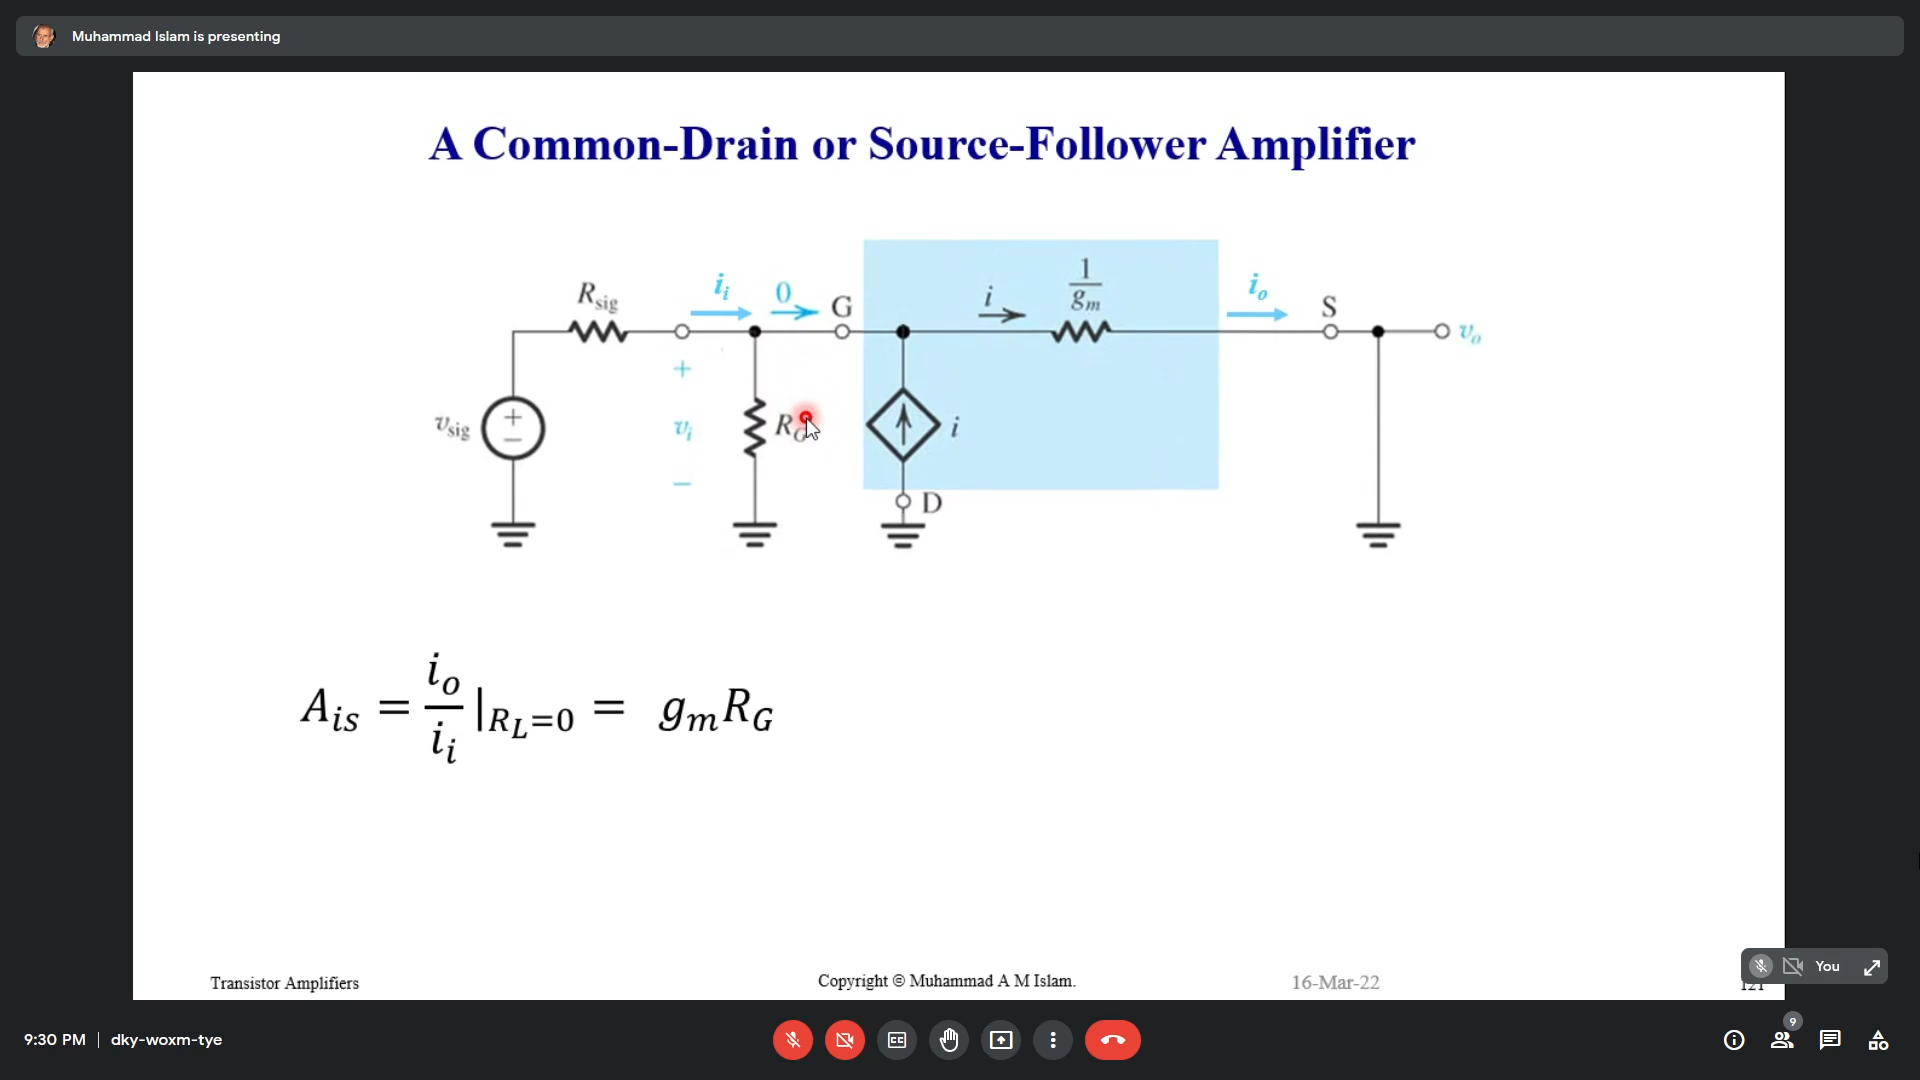 Muhammad Islam is presenting
A Common-Drain or Source-Follower Amplifier
R_sig
i_i
0
G
i
1/g_m
i_o
S
v_o
+
v_sig
+
−
v_i
−
R_G
i
D
A_is = i_o/i_i |_{R_L=0} = g_m R_G
Transistor Amplifiers
Copyright © Muhammad A M Islam.
16-Mar-22
You
9:30 PM | dky-woxm-tye
CC
9